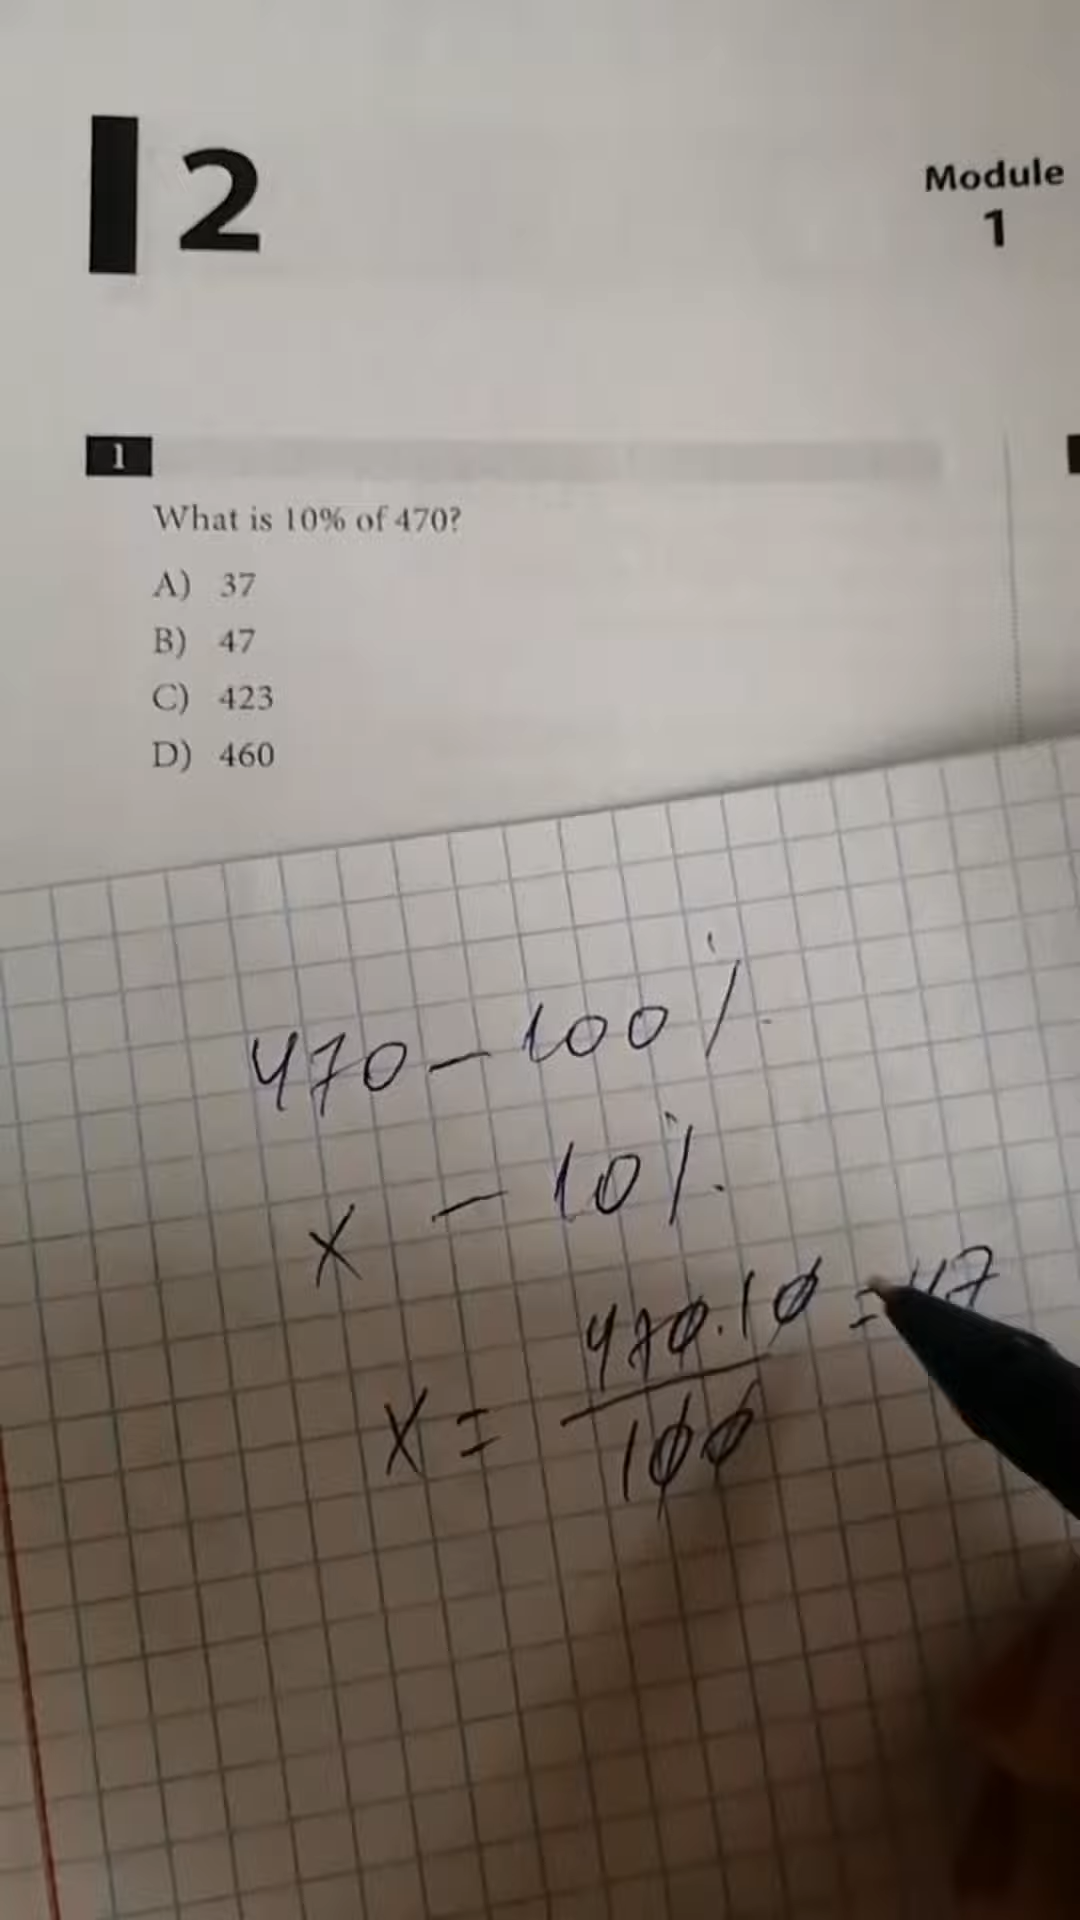 2
Module
1
1
What is 10% of 470?
A) 37
B) 47
C) 423
D) 460
470 - 100%
x - 10%
x = 470·10/100 = 47